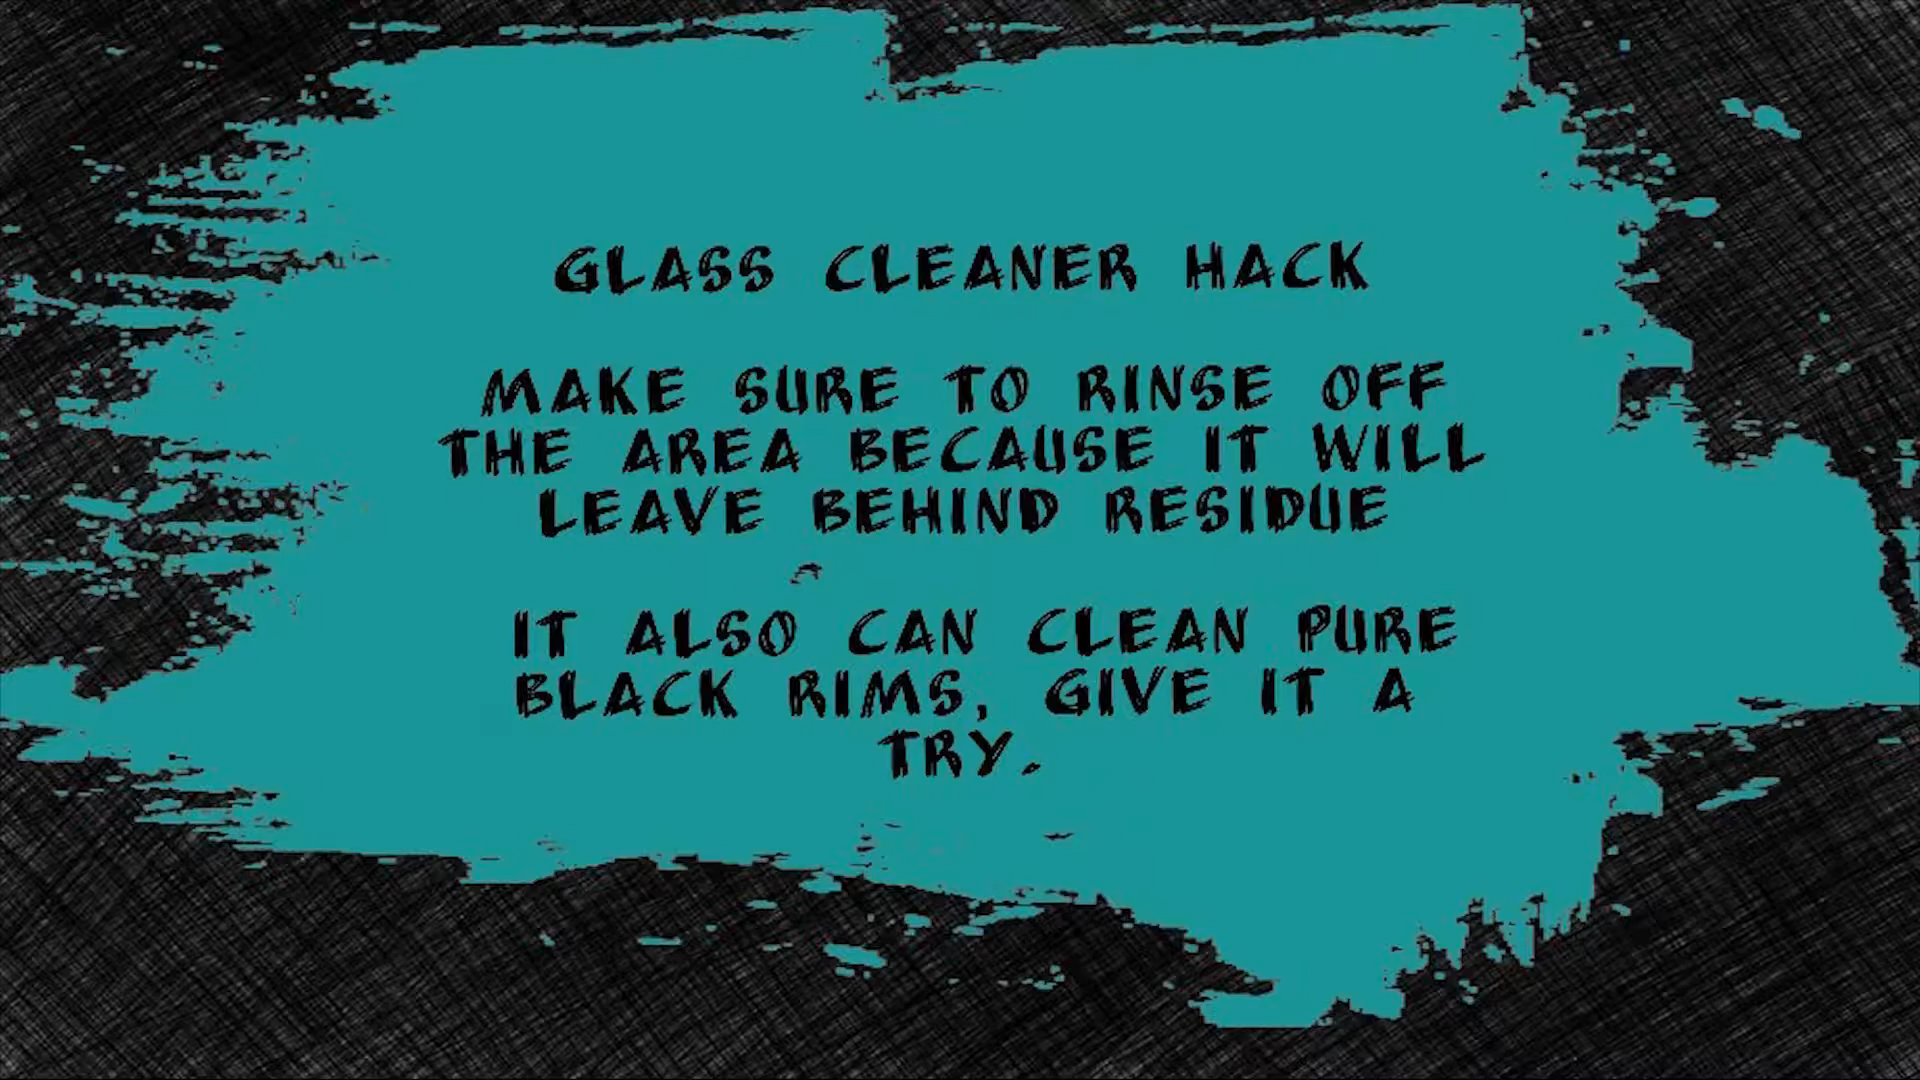 GLASS CLEANER HACK
MAKE SURE TO RINSE OFF
THE AREA BECAUSE IT WILL
LEAVE BEHIND RESIDUE
IT ALSO CAN CLEAN PURE
BLACK RIMS, GIVE IT A
TRY.